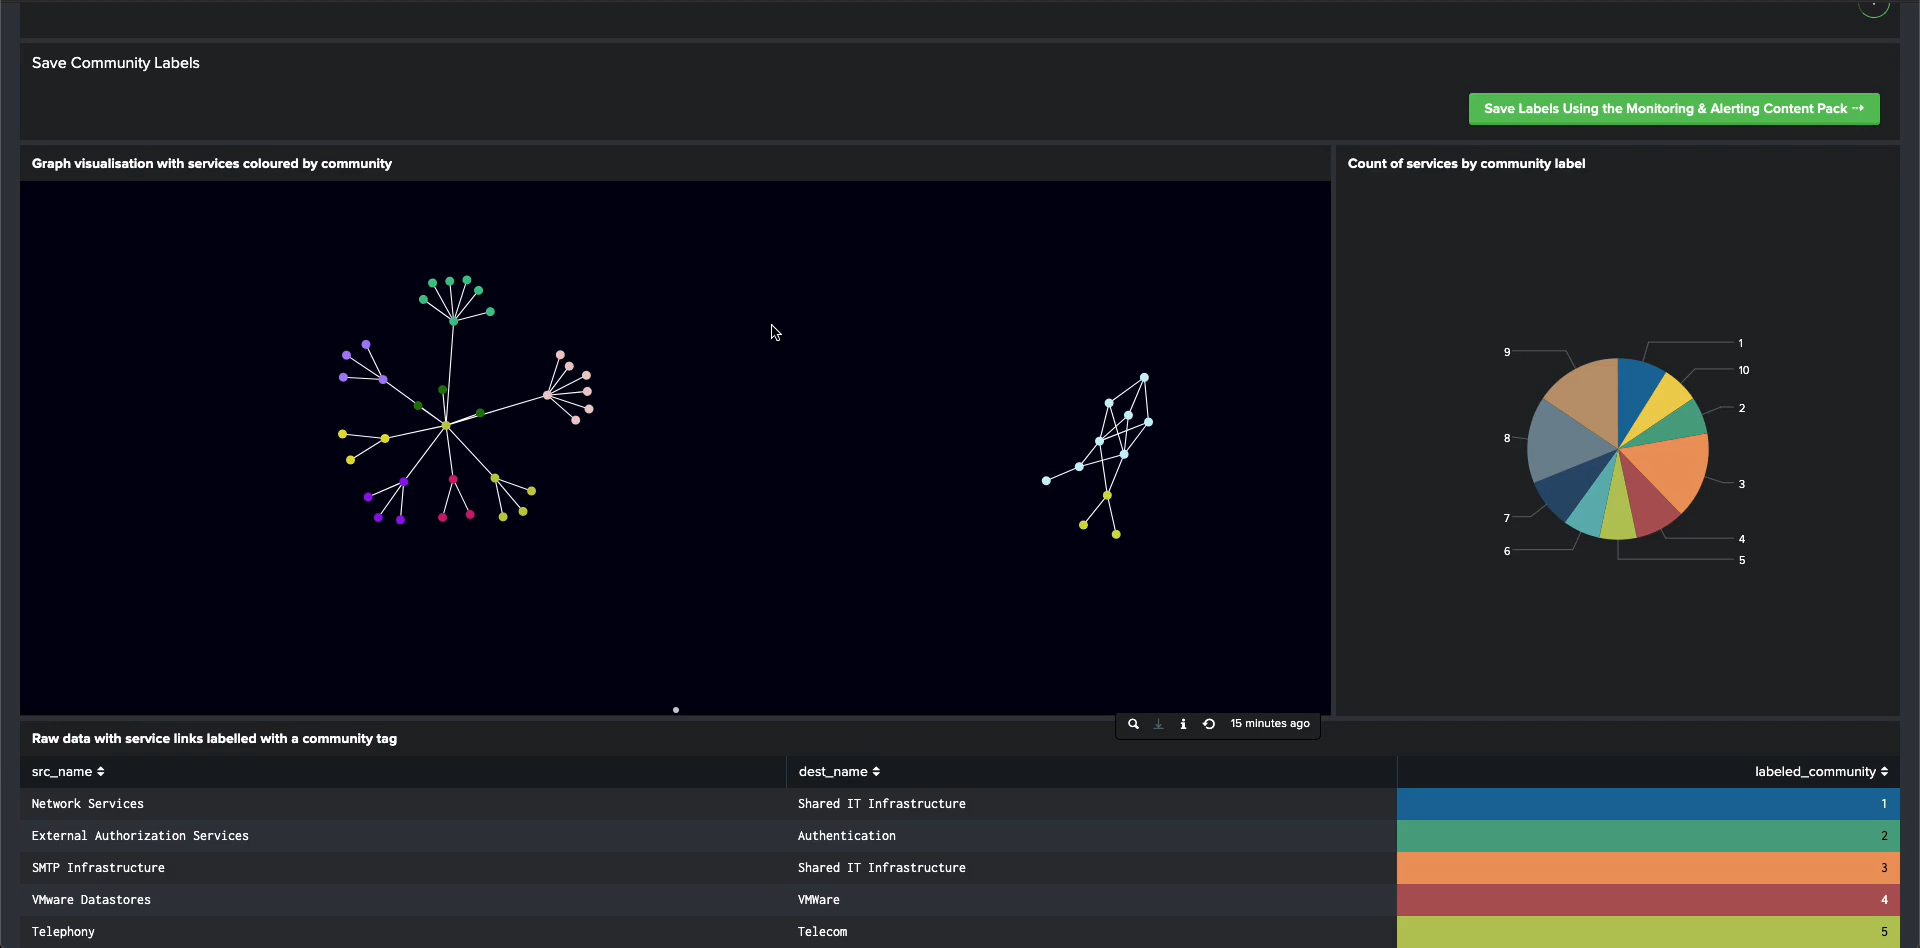 Save Community Labels
Save Labels Using the Monitoring & Alerting Content Pack ⇢
Graph visualisation with services coloured by community
Count of services by community label
1
10
2
3
4
5
6
7
8
9
15 minutes ago
Raw data with service links labelled with a community tag
src_name dest_name labeled_community
Network Services Shared IT Infrastructure 1
External Authorization Services Authentication 2
SMTP Infrastructure Shared IT Infrastructure 3
VMware Datastores VMWare 4
Telephony Telecom 5